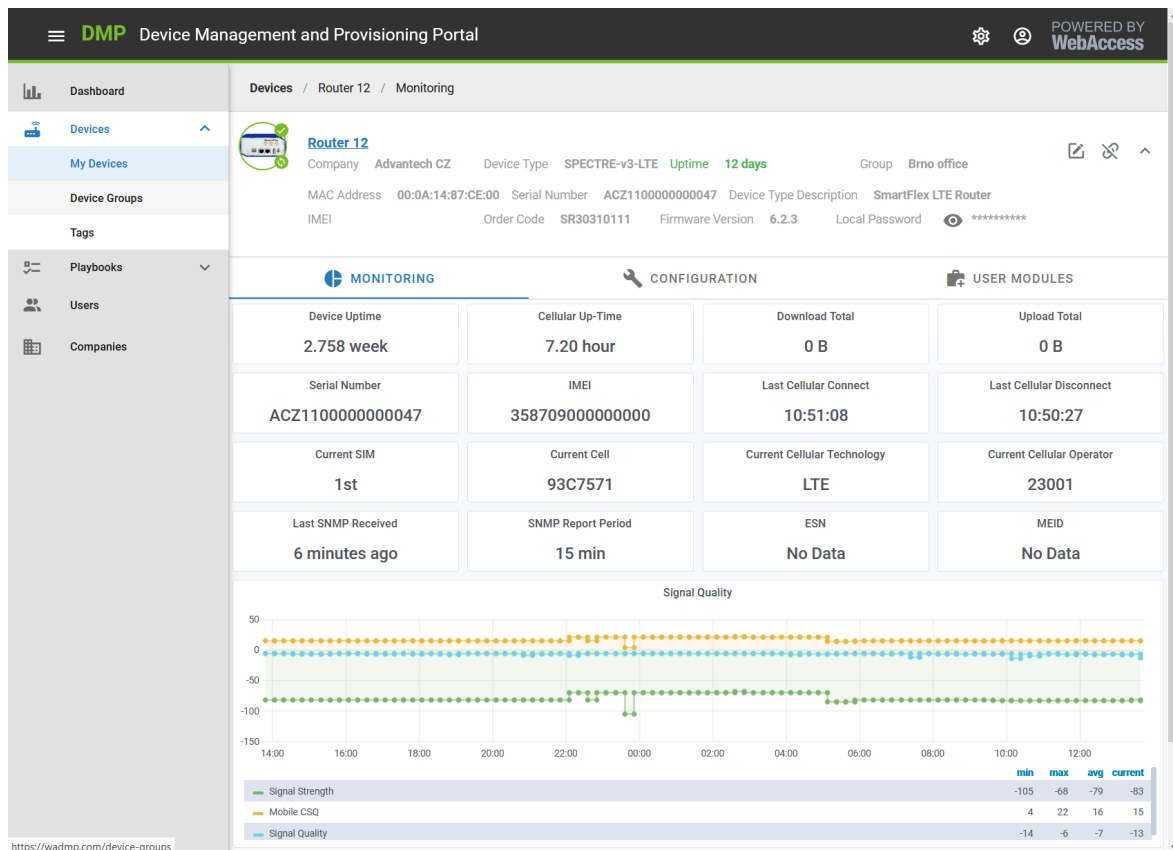 DMP Device Management and Provisioning Portal
POWERED BY
WebAccess
Dashboard
Devices
My Devices
Device Groups
Tags
Playbooks
Users
Companies
Devices / Router 12 / Monitoring
Router 12
Company Advantech CZ Device Type SPECTRE-v3-LTE Uptime 12 days Group Brno office
MAC Address 00:0A:14:87:CE:00 Serial Number ACZ1100000000047 Device Type Description SmartFlex LTE Router
IMEI Order Code SR30310111 Firmware Version 6.2.3 Local Password **********
MONITORING CONFIGURATION USER MODULES
Device Uptime Cellular Up-Time Download Total Upload Total
2.758 week 7.20 hour 0 B 0 B
Serial Number IMEI Last Cellular Connect Last Cellular Disconnect
ACZ1100000000047 358709000000000 10:51:08 10:50:27
Current SIM Current Cell Current Cellular Technology Current Cellular Operator
1st 93C7571 LTE 23001
Last SNMP Received SNMP Report Period ESN MEID
6 minutes ago 15 min No Data No Data
Signal Quality
50
0
-50
-100
-150
14:00 16:00 18:00 20:00 22:00 00:00 02:00 04:00 06:00 08:00 10:00 12:00
min max avg current
Signal Strength -105 -68 -79 -83
Mobile CSQ 4 22 16 15
Signal Quality -14 -6 -7 -13
https://wadmp.com/device-groups